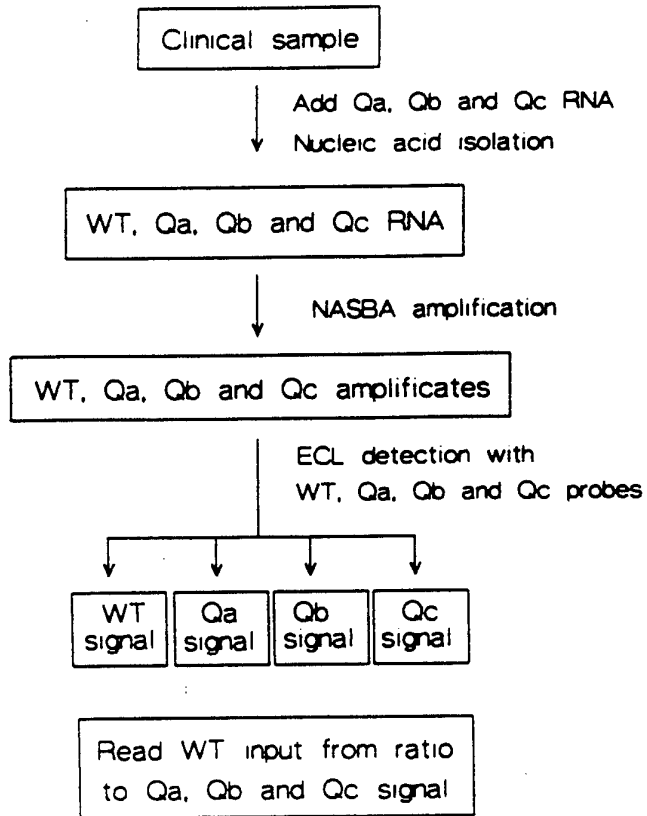 Clinical sample
Add Qa, Qb and Qc RNA
Nucleic acid isolation
WT, Qa, Qb and Qc RNA
NASBA amplification
WT, Qa, Qb and Qc amplificates
ECL detection with
WT, Qa, Qb and Qc probes
WT
signal
Qa
signal
Qb
signal
Qc
signal
Read WT input from ratio
to Qa, Qb and Qc signal